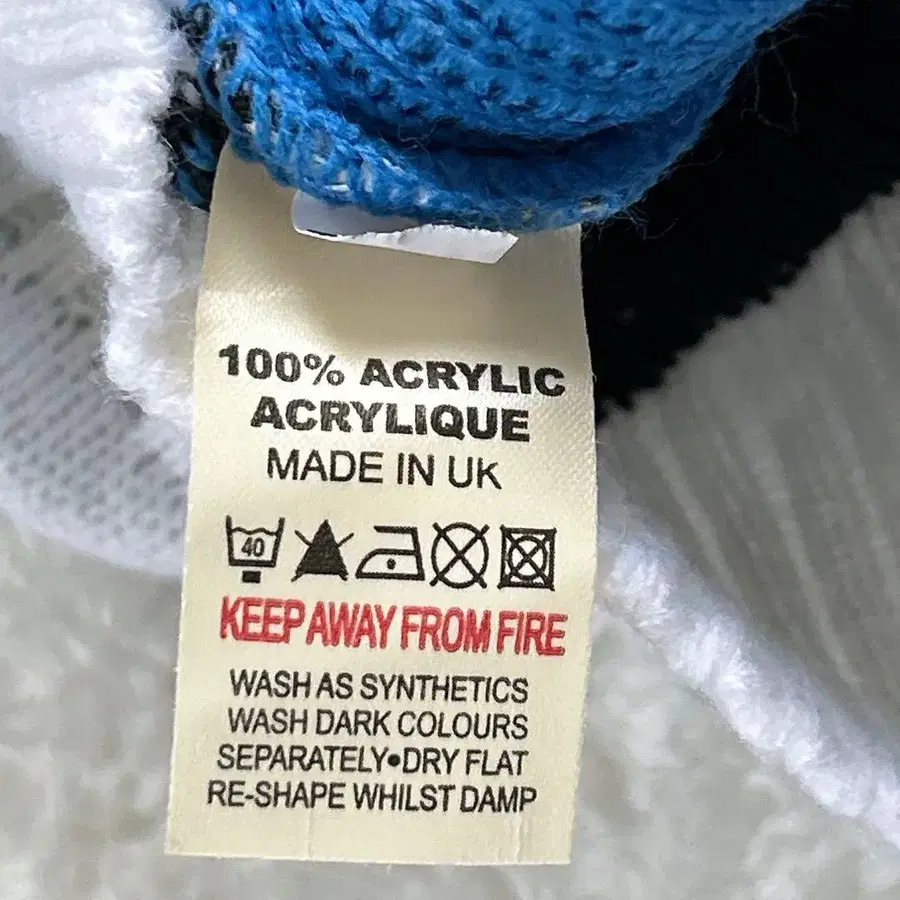 100% ACRYLIC
ACRYLIQUE
MADE IN UK
40
KEEP AWAY FROM FIRE
WASH AS SYNTHETICS
WASH DARK COLOURS
SEPARATELY•DRY FLAT
RE-SHAPE WHILST DAMP